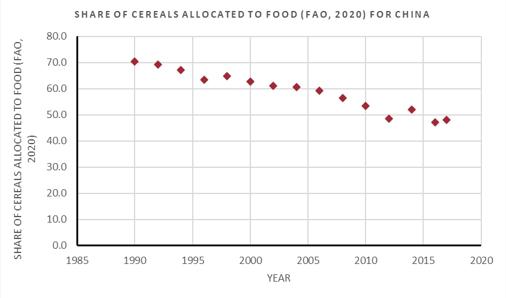 SHARE OF CEREALS ALLOCATED TO FOOD (FAO, 2020) FOR CHINA
SHARE OF CEREALS ALLOCATED TO FOOD (FAO,
2020)
80.0
70.0
60.0
50.0
40.0
30.0
20.0
10.0
0.0
1985 1990 1995 2000 2005 2010 2015 2020
YEAR